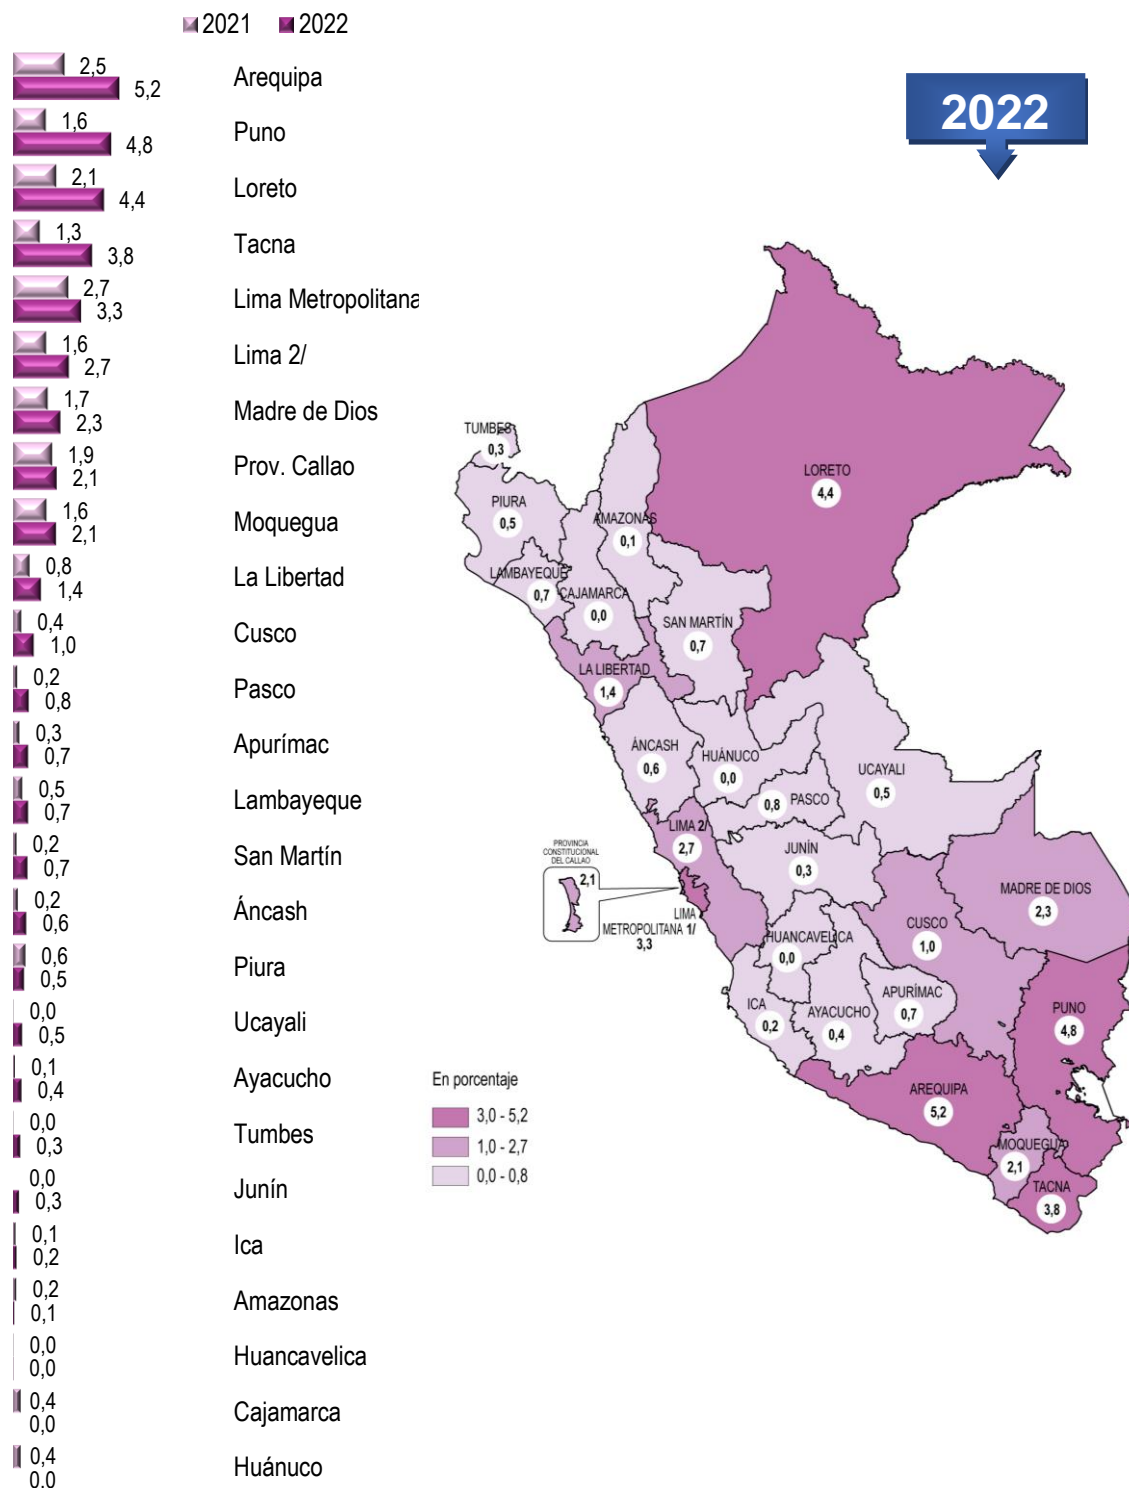 2021 2022
2,5
5,2
Arequipa
1,6
4,8
Puno
2,1
4,4
Loreto
1,3
3,8
Tacna
2,7
3,3
Lima Metropolitana
1,6
2,7
Lima 2/
1,7
2,3
Madre de Dios
1,9
2,1
Prov. Callao
1,6
2,1
Moquegua
0,8
1,4
La Libertad
0,4
1,0
Cusco
0,2
0,8
Pasco
0,3
0,7
Apurímac
0,5
0,7
Lambayeque
0,2
0,7
San Martín
0,2
0,6
Áncash
0,6
0,5
Piura
0,0
0,5
Ucayali
0,1
0,4
Ayacucho
0,0
0,3
Tumbes
0,0
0,3
Junín
0,1
0,2
Ica
0,2
0,1
Amazonas
0,0
0,0
Huancavelica
0,4
0,0
Cajamarca
0,4
0,0
Huánuco
2022
TUMBES
0,3
PIURA
0,5
AMAZONAS
0,1
LORETO
4,4
LAMBAYEQUE
0,7
CAJAMARCA
0,0
SAN MARTÍN
0,7
LA LIBERTAD
1,4
ÁNCASH
0,6
HUÁNUCO
0,0
0,8 PASCO
UCAYALI
0,5
LIMA 2/
2,7
JUNÍN
0,3
PROVINCIA
CONSTITUCIONAL
DEL CALLAO
2,1
LIMA
METROPOLITANA 1/
3,3
MADRE DE DIOS
2,3
CUSCO
1,0
HUANCAVELICA
0,0
ICA
0,2
AYACUCHO
0,4
APURÍMAC
0,7
PUNO
4,8
AREQUIPA
5,2
MOQUEGUA
2,1
TACNA
3,8
En porcentaje
3,0 - 5,2
1,0 - 2,7
0,0 - 0,8